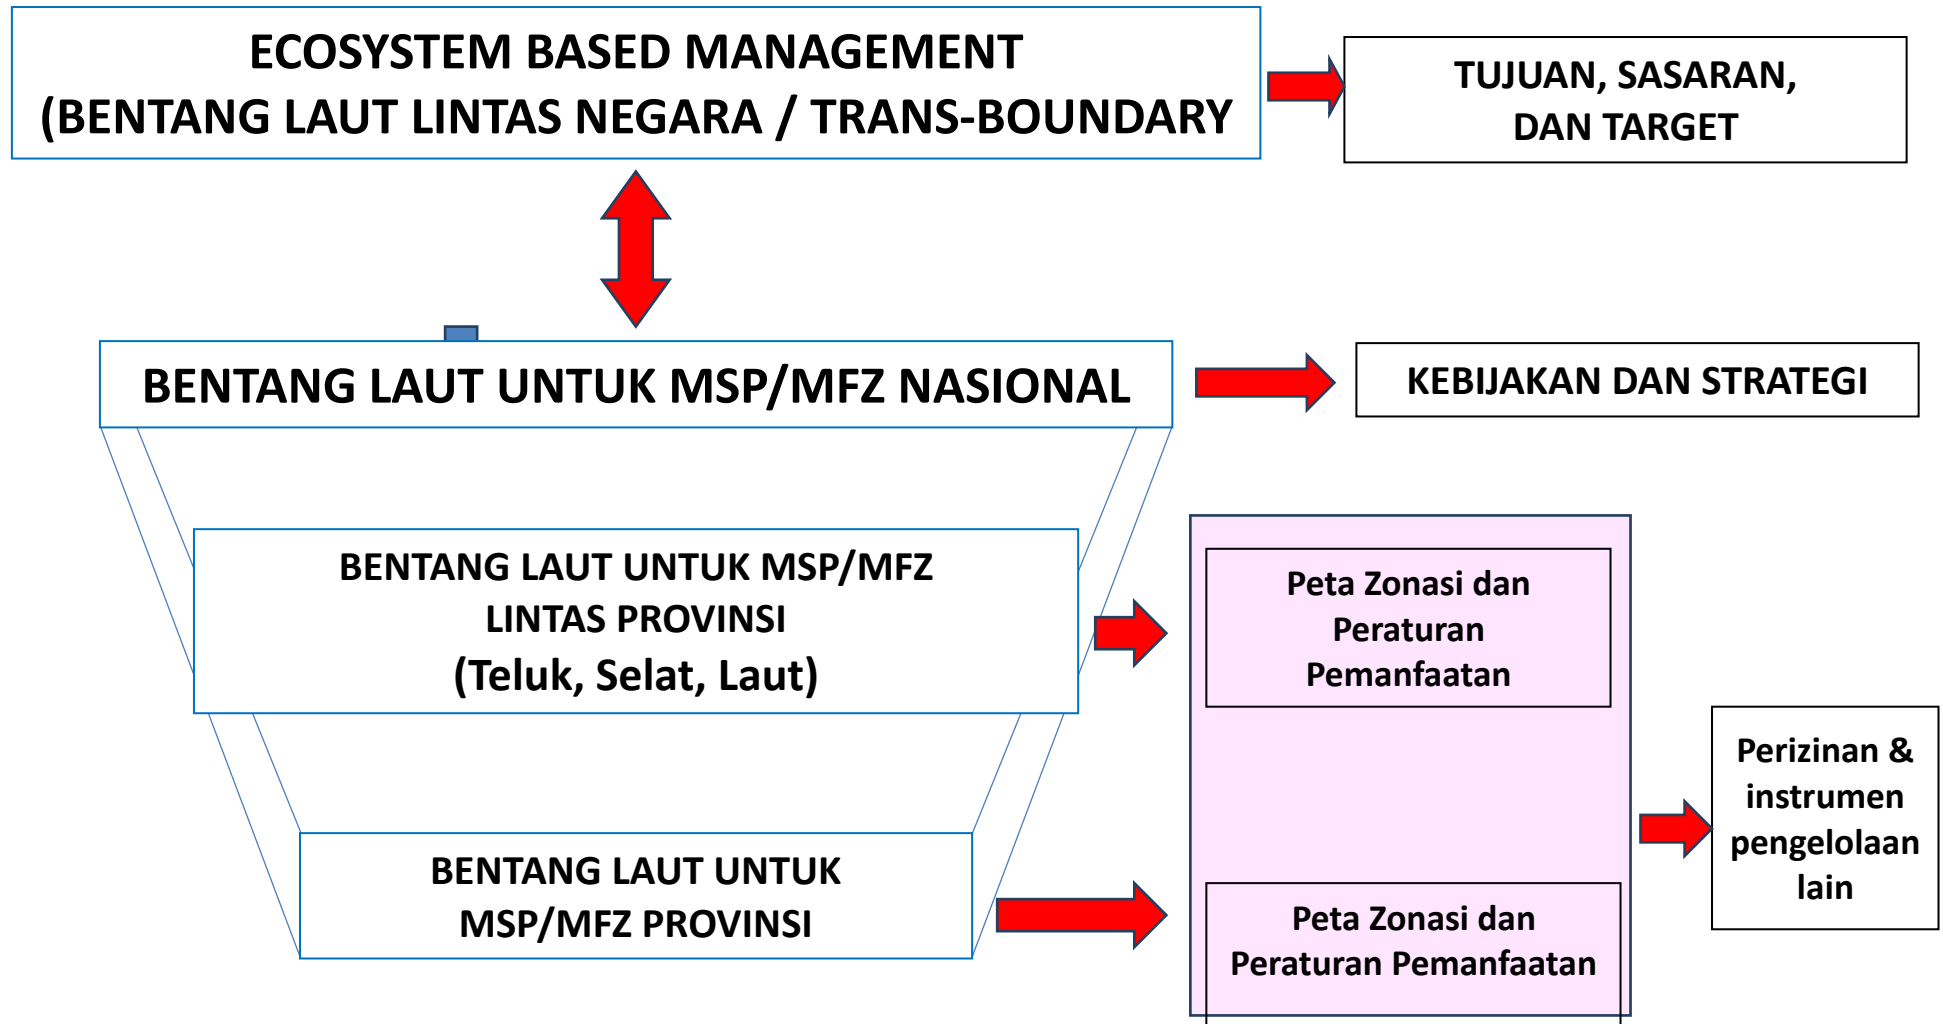 ECOSYSTEM BASED MANAGEMENT
(BENTANG LAUT LINTAS NEGARA / TRANS-BOUNDARY
TUJUAN, SASARAN,
DAN TARGET
BENTANG LAUT UNTUK MSP/MFZ NASIONAL
KEBIJAKAN DAN STRATEGI
BENTANG LAUT UNTUK MSP/MFZ
LINTAS PROVINSI
(Teluk, Selat, Laut)
Peta Zonasi dan
Peraturan
Pemanfaatan
BENTANG LAUT UNTUK
MSP/MFZ PROVINSI
Peta Zonasi dan
Peraturan Pemanfaatan
Perizinan &
instrumen
pengelolaan
lain